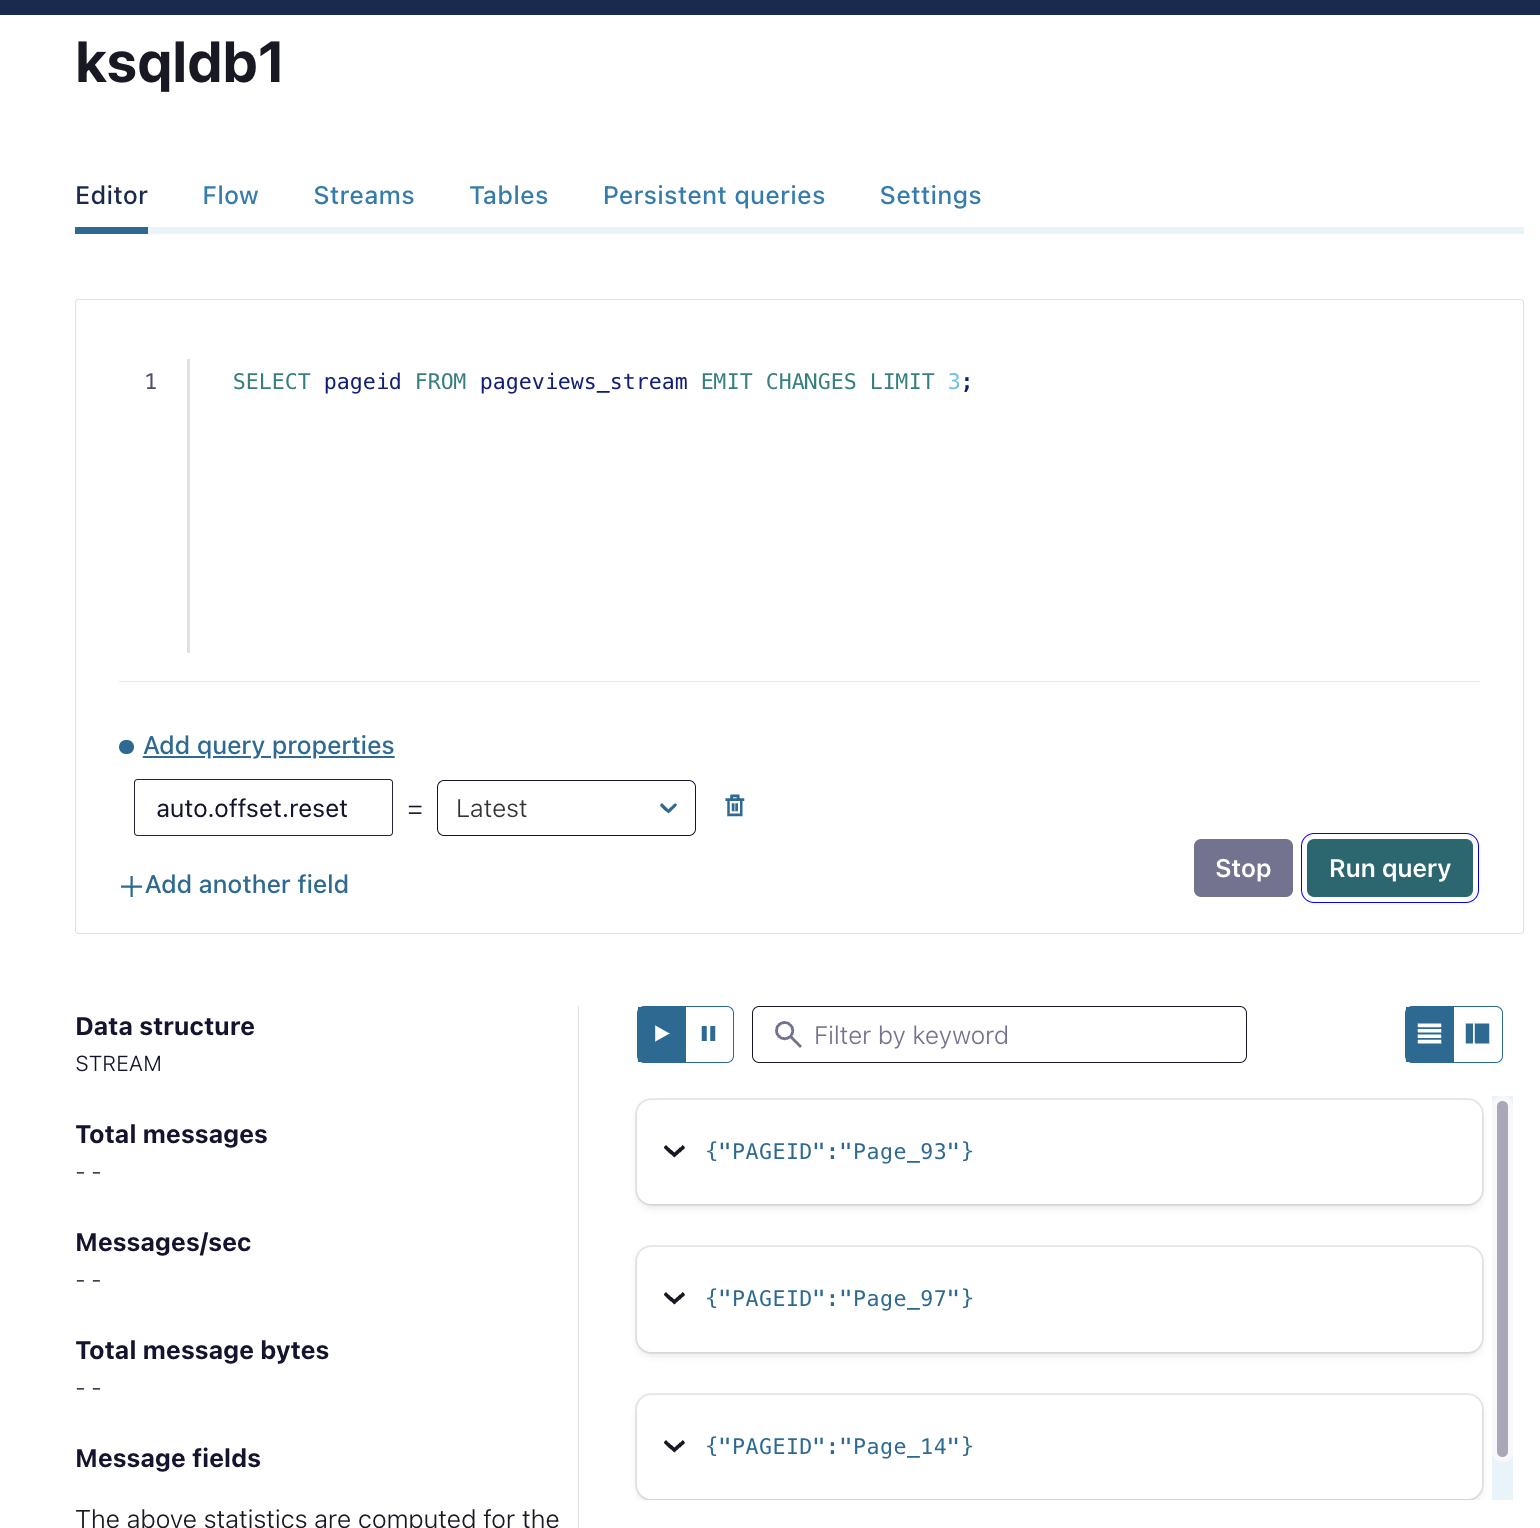 ksqldb1
Editor Flow Streams Tables Persistent queries Settings
1 SELECT pageid FROM pageviews_stream EMIT CHANGES LIMIT 3;
Add query properties
auto.offset.reset = Latest
+Add another field
Stop Run query
Data structure
STREAM
Total messages
- -
Messages/sec
- -
Total message bytes
- -
Message fields
The above statistics are computed for the
Filter by keyword
{"PAGEID":"Page_93"}
{"PAGEID":"Page_97"}
{"PAGEID":"Page_14"}